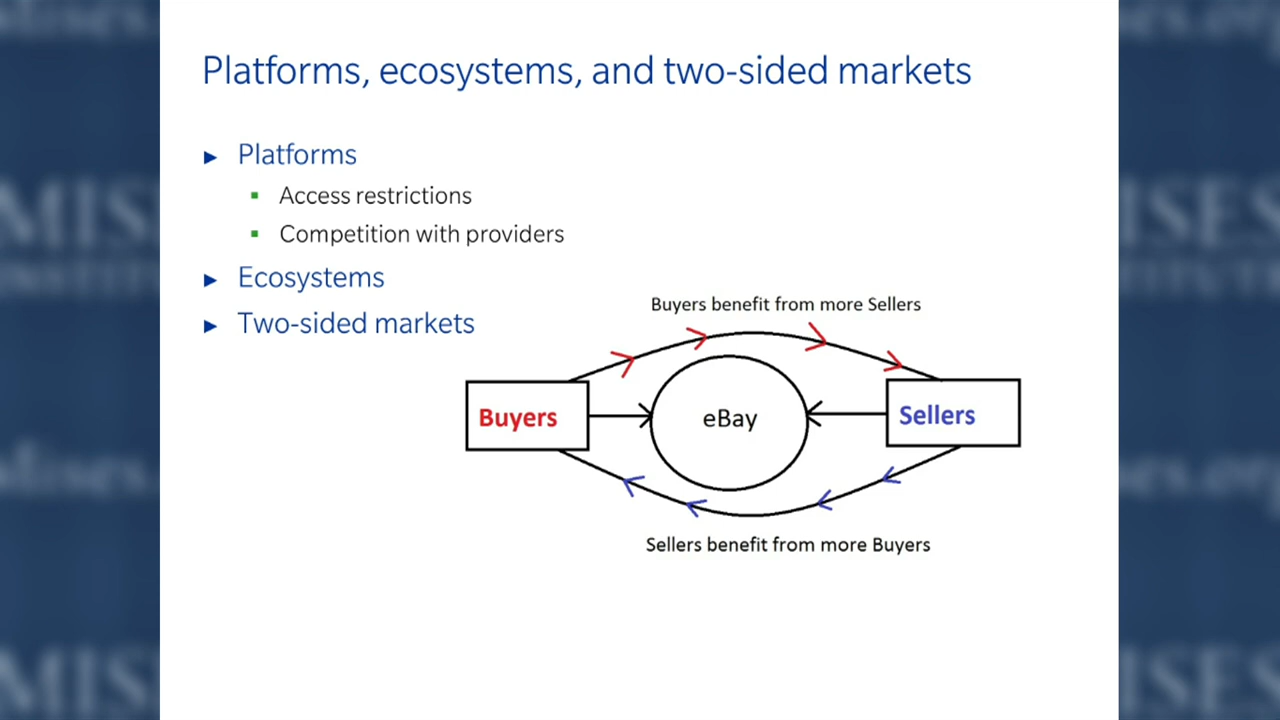 Platforms, ecosystems, and two-sided markets
► Platforms
▪ Access restrictions
▪ Competition with providers
► Ecosystems
► Two-sided markets
Buyers benefit from more Sellers
Buyers
eBay
Sellers
Sellers benefit from more Buyers